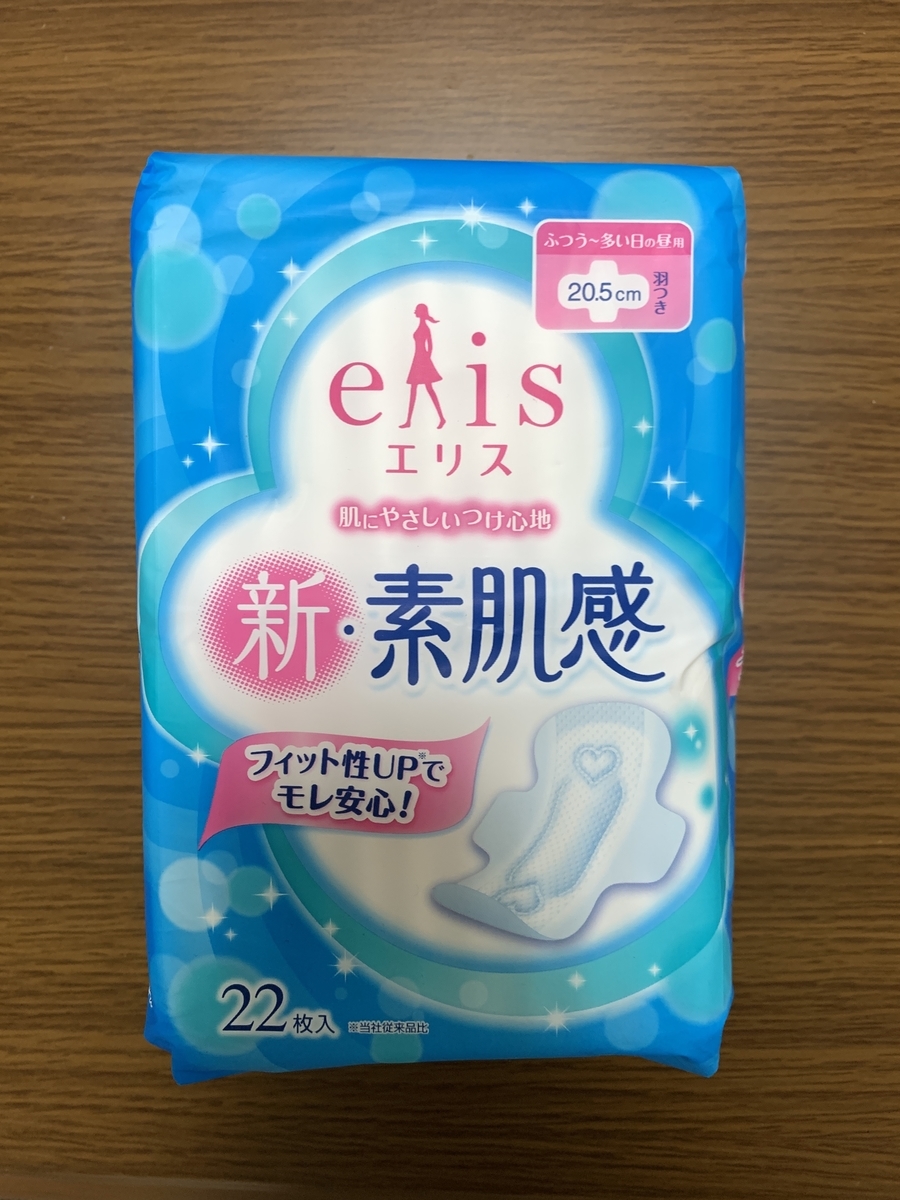 ふつう~多い日の昼用
20.5cm
羽つき
elis
エリス
肌にやさしいつけ心地
新・素肌感
フィット性UP※で
モレ安心!
22枚入
※当社従来品比